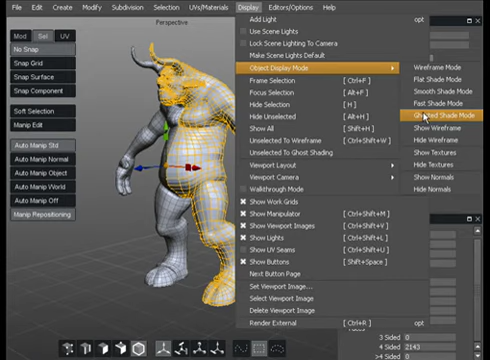 File Edit Create Modify Subdivision Selection UVs/Materials Display Editors/Options Help
Perspective
Mod Sel UV
No Snap
Snap Grid
Snap Surface
Snap Component
Soft Selection
Manip Edit
Auto Manip Std
Auto Manip Normal
Auto Manip Object
Auto Manip World
Auto Manip Off
Manip Repositioning
Add Light opt
Use Scene Lights
Lock Scene Lighting To Camera
Make Scene Lights Default
Object Display Mode
Frame Selection [ Ctrl+F ]
Focus Selection [ Alt+F ]
Hide Selection [ H ]
Hide Unselected [ Alt+H ]
Show All [ Shift+H ]
Unselected To Wireframe [ Ctrl+Shift+W ]
Unselected To Ghost Shading
Viewport Layout
Viewport Camera
Walkthrough Mode
Show Work Grids
Show Manipulator [ Ctrl+Shift+M ]
Show Viewport Images [ Ctrl+Shift+V ]
Show Lights [ Ctrl+Shift+L ]
Show UV Seams [ Ctrl+Shift+U ]
Show Buttons [ Shift+Space ]
Next Button Page
Set Viewport Image...
Select Viewport Image
Delete Viewport Image
Render External [ Ctrl+R ] opt
Wireframe Mode
Flat Shade Mode
Smooth Shade Mode
Fast Shade Mode
Ghosted Shade Mode
Show Wireframe
Hide Wireframe
Show Textures
Hide Textures
Show Normals
Hide Normals
3 Sided 0
4 Sided 2143
>4 Sided 0